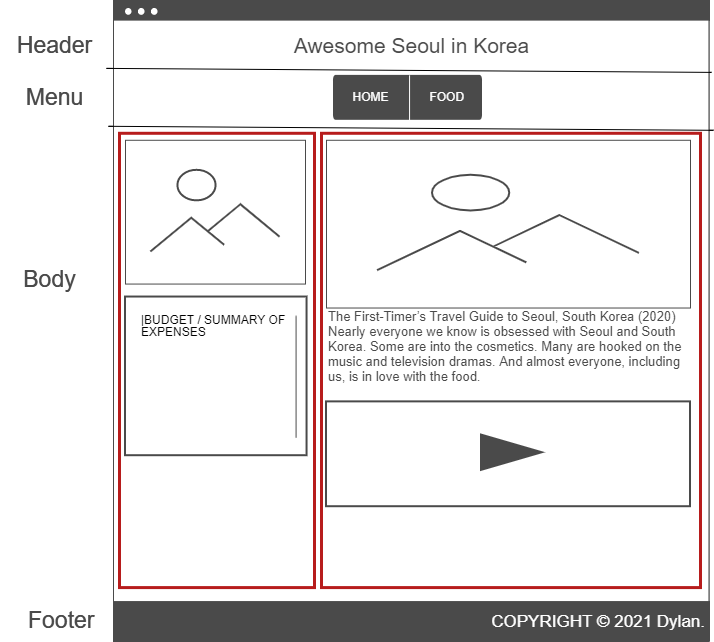 Header
Awesome Seoul in Korea
Menu
HOME
FOOD
Body
|BUDGET / SUMMARY OF
EXPENSES
The First-Timer’s Travel Guide to Seoul, South Korea (2020)
Nearly everyone we know is obsessed with Seoul and South
Korea. Some are into the cosmetics. Many are hooked on the
music and television dramas. And almost everyone, including
us, is in love with the food.
Footer
COPYRIGHT © 2021 Dylan.